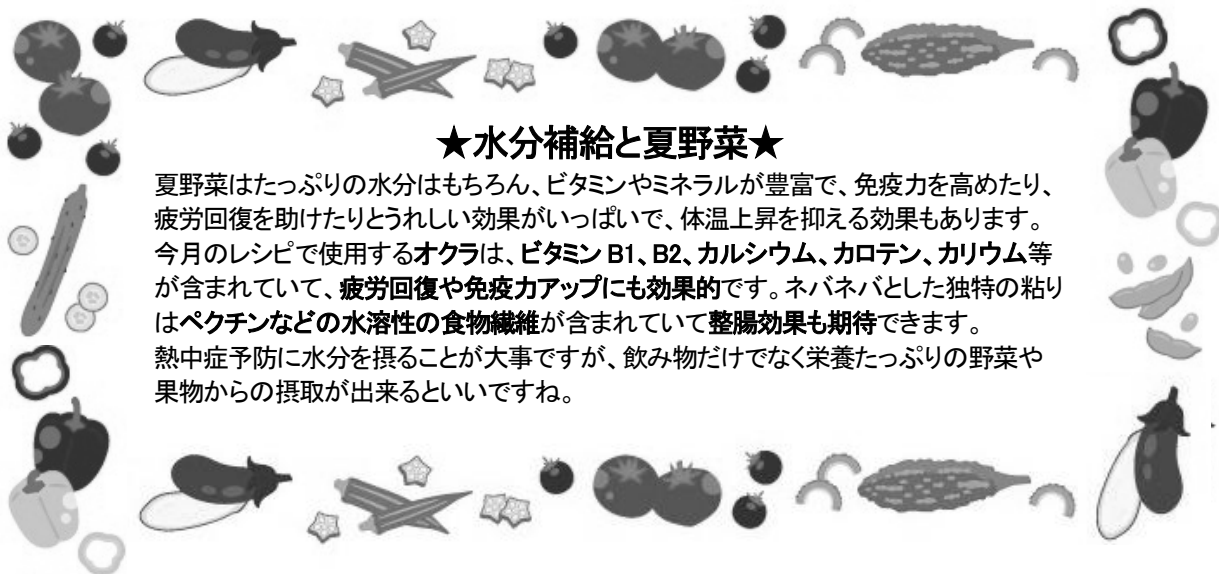 ★水分補給と夏野菜★
夏野菜はたっぷりの水分はもちろん、ビタミンやミネラルが豊富で、免疫力を高めたり、
疲労回復を助けたりとうれしい効果がいっぱいで、体温上昇を抑える効果もあります。
今月のレシピで使用するオクラは、ビタミン B1、B2、カルシウム、カロテン、カリウム等
が含まれていて、疲労回復や免疫力アップにも効果的です。ネバネバとした独特の粘り
はペクチンなどの水溶性の食物繊維が含まれていて整腸効果も期待できます。
熱中症予防に水分を摂ることが大事ですが、飲み物だけでなく栄養たっぷりの野菜や
果物からの摂取が出来るといいですね。